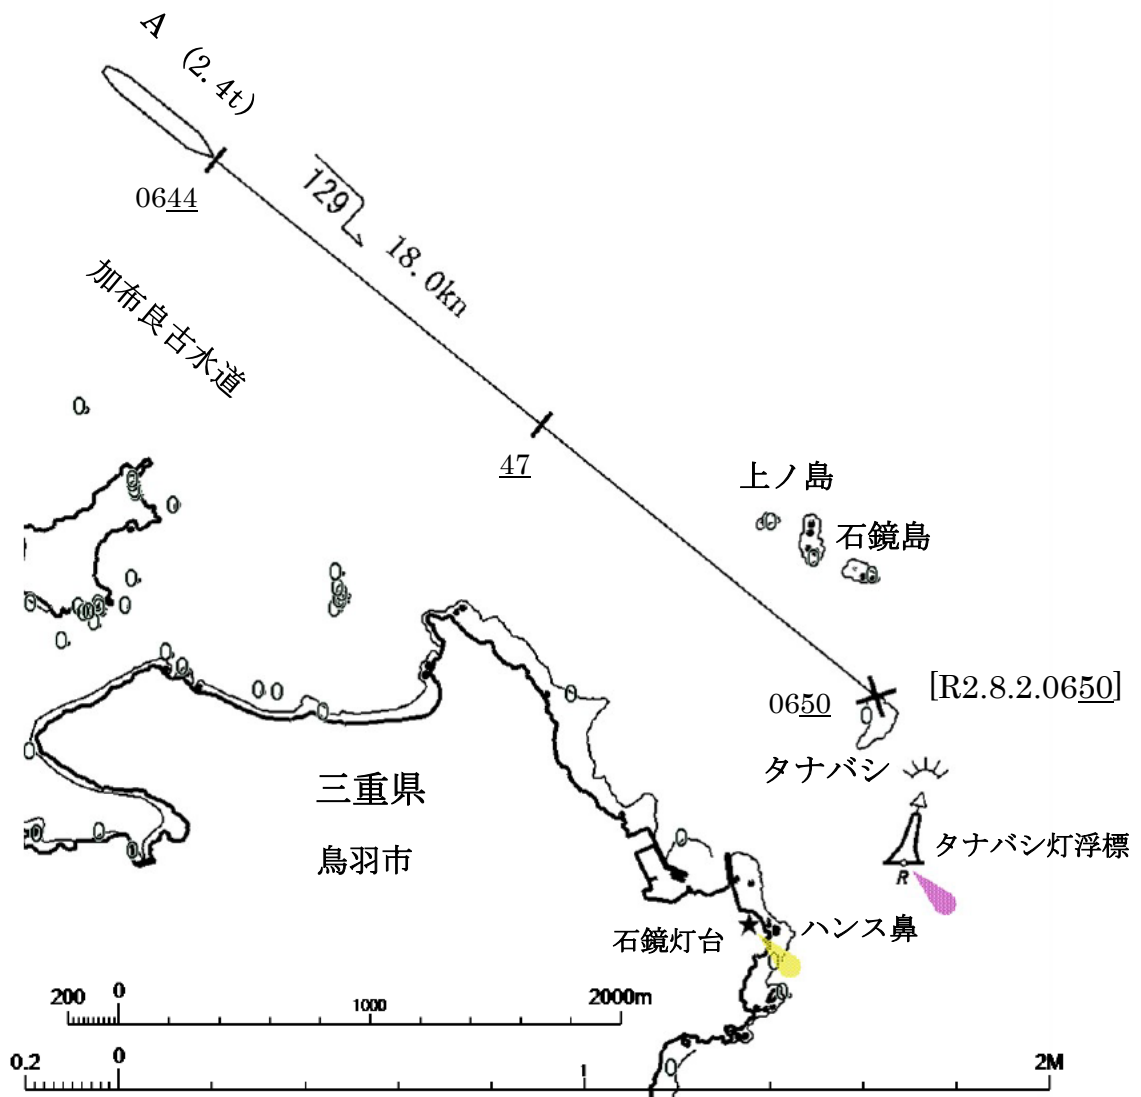 A (2.4t)
0644
129
18.0kn
加布良古水道
47
上ノ島
石鏡島
0650
[R2.8.2.0650]
タナバシ
三重県
タナバシ灯浮標
鳥羽市
R
ハンス鼻
石鏡灯台
200 0 1000 2000m
0.2 0 1 2M